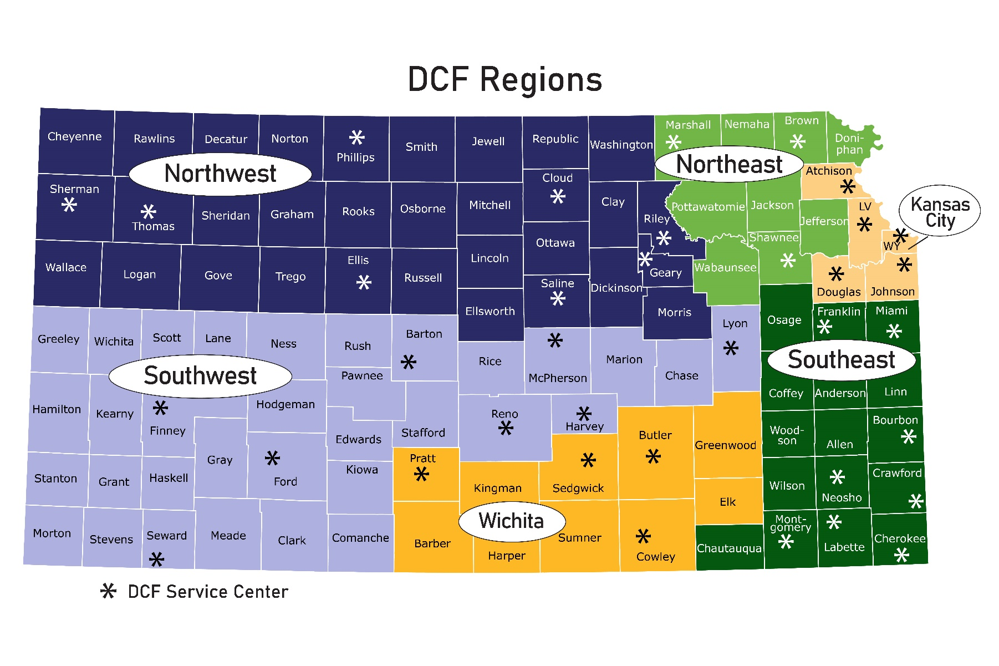 DCF Regions
Cheyenne
Rawlins
Decatur
Norton
Phillips
Smith
Jewell
Republic
Washington
Marshall
Nemaha
Brown
Doni-
phan
Northwest
Northeast
Atchison
Kansas
City
Sherman
Thomas
Sheridan
Graham
Rooks
Osborne
Mitchell
Cloud
Clay
Riley
Pottawatomie
Jackson
Jefferson
LV
WY
Wallace
Logan
Gove
Trego
Ellis
Russell
Lincoln
Ottawa
Saline
Dickinson
Geary
Wabaunsee
Shawnee
Douglas
Johnson
Ellsworth
Morris
Lyon
Osage
Franklin
Miami
Greeley
Wichita
Scott
Lane
Ness
Rush
Barton
Rice
McPherson
Marion
Chase
Southwest
Southeast
Pawnee
Hamilton
Kearny
Finney
Hodgeman
Edwards
Stafford
Reno
Harvey
Butler
Greenwood
Coffey
Anderson
Linn
Wood-
son
Allen
Bourbon
Stanton
Grant
Haskell
Gray
Ford
Kiowa
Pratt
Kingman
Sedgwick
Elk
Wilson
Neosho
Crawford
Wichita
Morton
Stevens
Seward
Meade
Clark
Comanche
Barber
Harper
Sumner
Cowley
Chautauqua
Mont-
gomery
Labette
Cherokee
* DCF Service Center